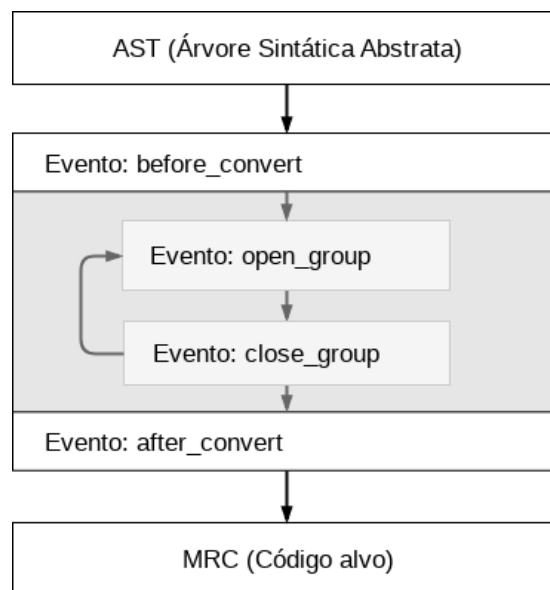 AST (Árvore Sintática Abstrata)
Evento: before_convert
Evento: open_group
Evento: close_group
Evento: after_convert
MRC (Código alvo)